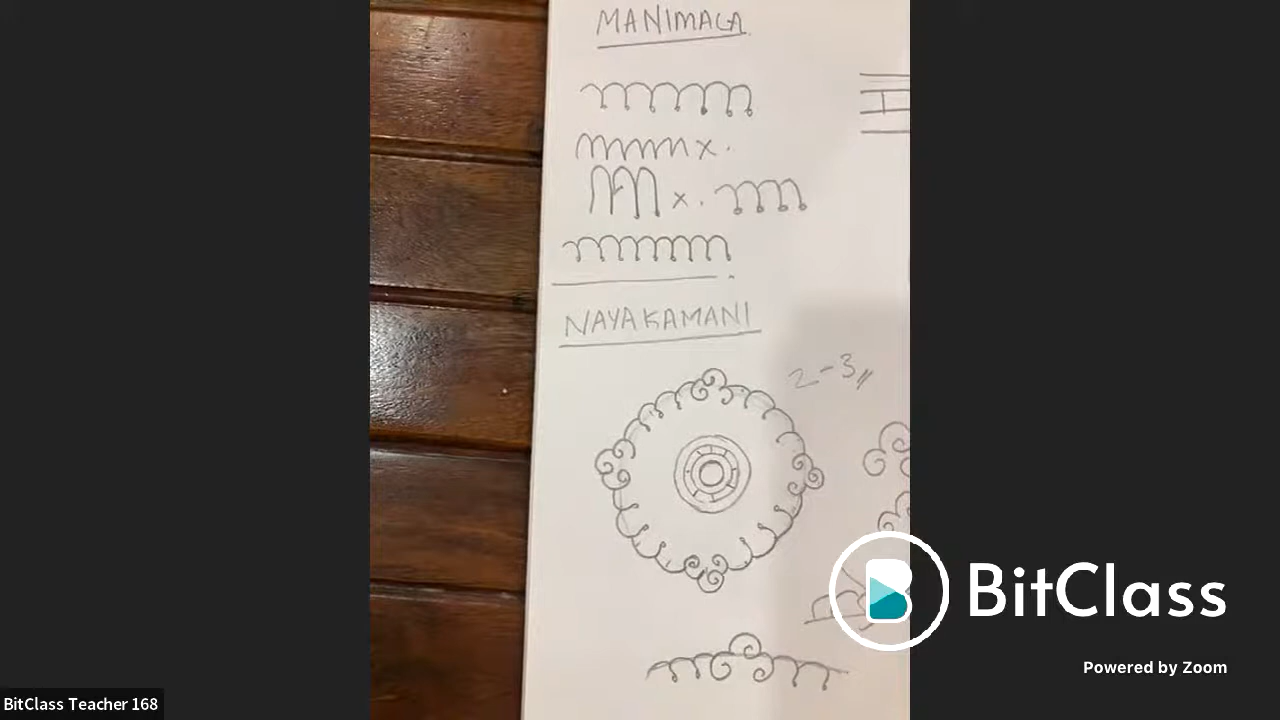 MANIMALA
x.
x.
NAYAKAMANI
2-3
BitClass
Powered by Zoom
BitClass Teacher 168